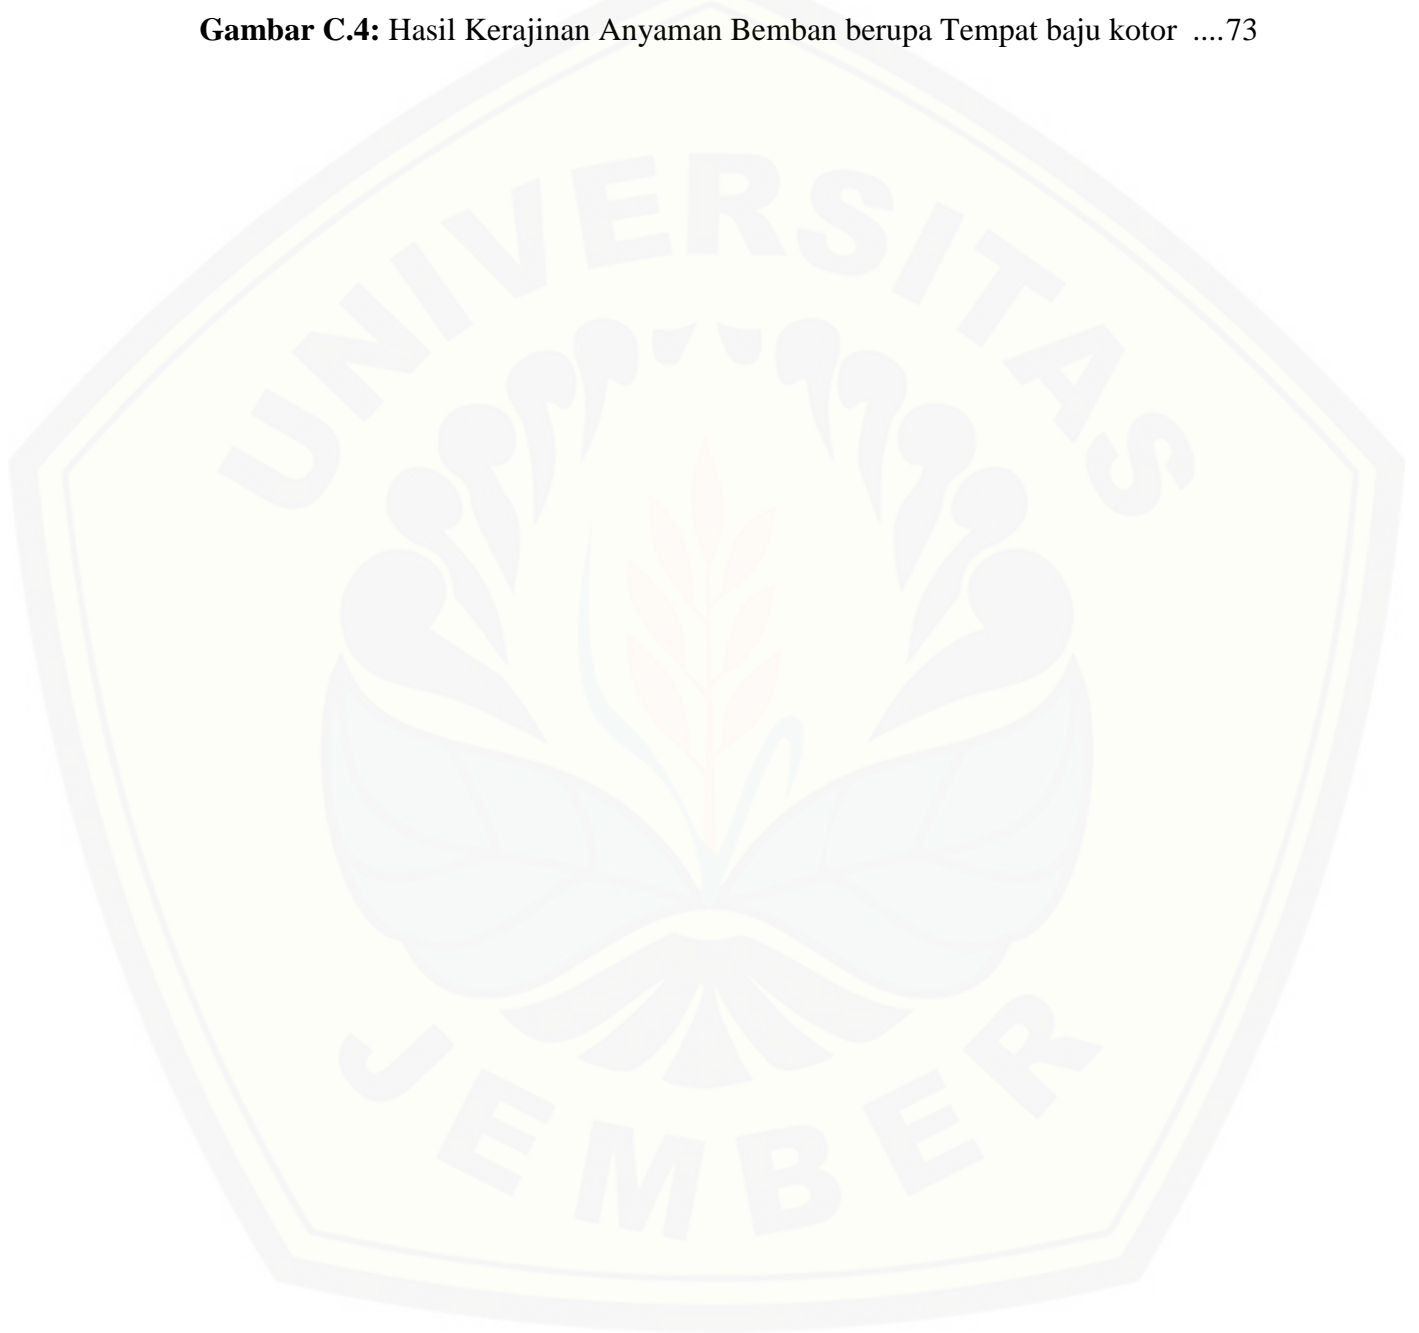 Gambar C.4: Hasil Kerajinan Anyaman Bemban berupa Tempat baju kotor ....73
UNIVERSITAS
JEMBER